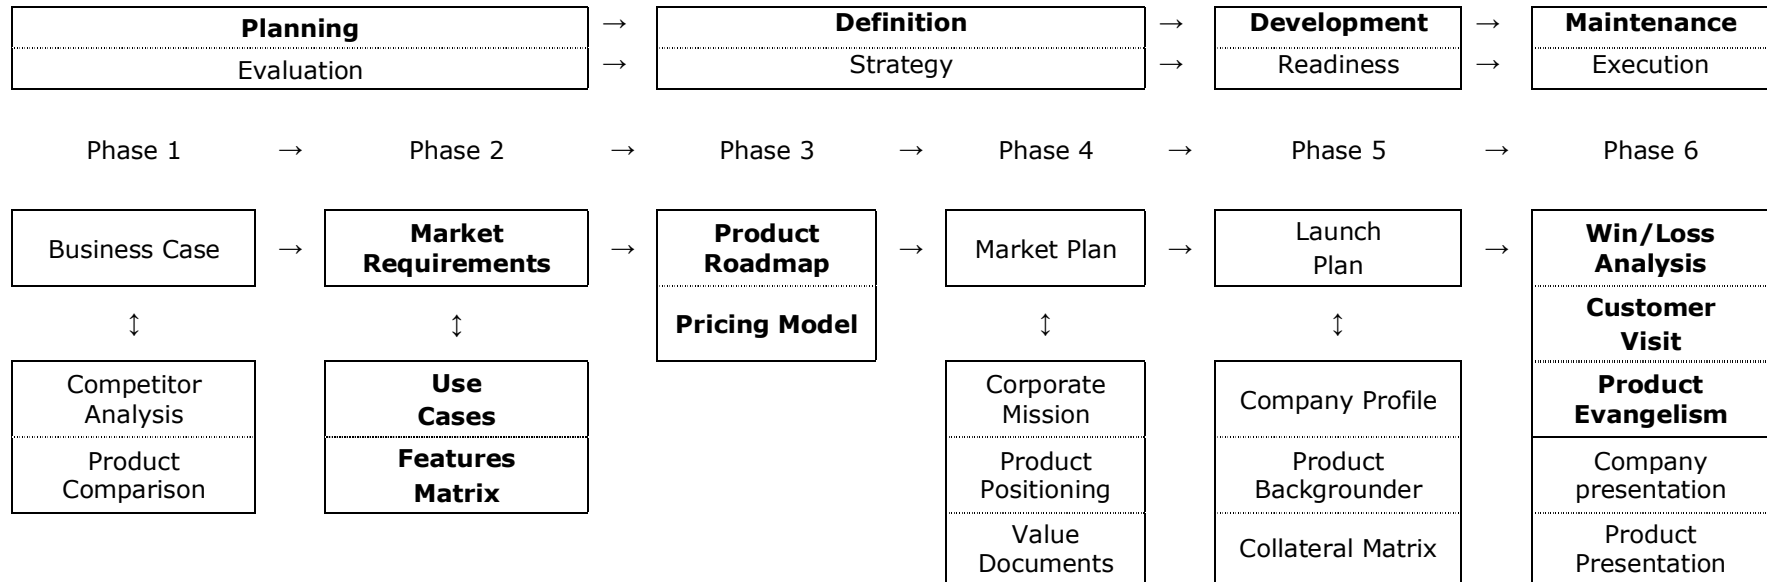 Planning → Definition → Development → Maintenance
Evaluation → Strategy → Readiness → Execution
Phase 1 → Phase 2 → Phase 3 → Phase 4 → Phase 5 → Phase 6
Business Case
→
Market
Requirements
→
Product
Roadmap
Pricing Model
→
Market Plan
→
Launch
Plan
→
Win/Loss
Analysis
Customer
Visit
Product
Evangelism
Company
presentation
Product
Presentation
↕
Competitor
Analysis
Product
Comparison
↕
Use
Cases
Features
Matrix
↕
Corporate
Mission
Product
Positioning
Value
Documents
↕
Company Profile
Product
Backgrounder
Collateral Matrix